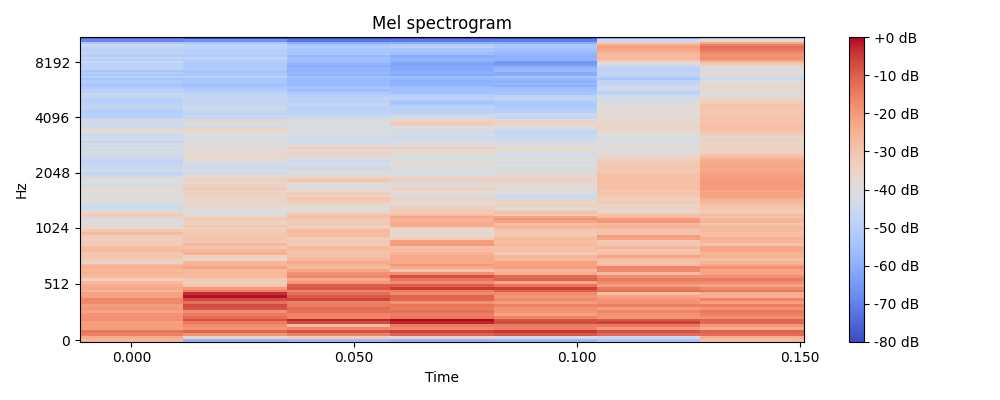 Mel spectrogram
+0 dB
8192
-10 dB
4096
-20 dB
-30 dB
2048
Hz
-40 dB
1024
-50 dB
-60 dB
512
-70 dB
0
-80 dB
0.000 0.050 0.100 0.150
Time